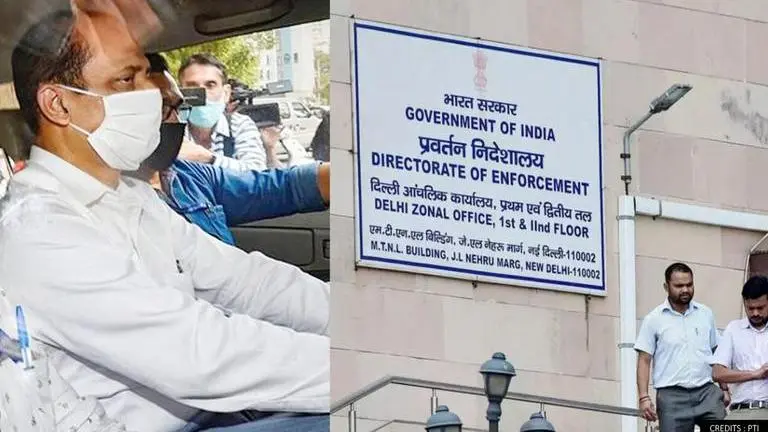 भारत सरकार
GOVERNMENT OF INDIA
प्रवर्तन निदेशालय
DIRECTORATE OF ENFORCEMENT
दिल्ली आंचलिक कार्यालय, प्रथम एवं द्वितीय तल
DELHI ZONAL OFFICE, 1st & IInd FLOOR
एम.टी.एन.एल बिल्डिंग, जे.एल नेहरू मार्ग, नई दिल्ली-110002
M.T.N.L. BUILDING, J.L NEHRU MARG, NEW DELHI-110002
CREDITS : PTI